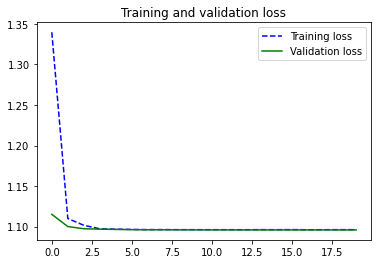 Training and validation loss
Training loss
Validation loss
1.35
1.30
1.25
1.20
1.15
1.10
0.0 2.5 5.0 7.5 10.0 12.5 15.0 17.5